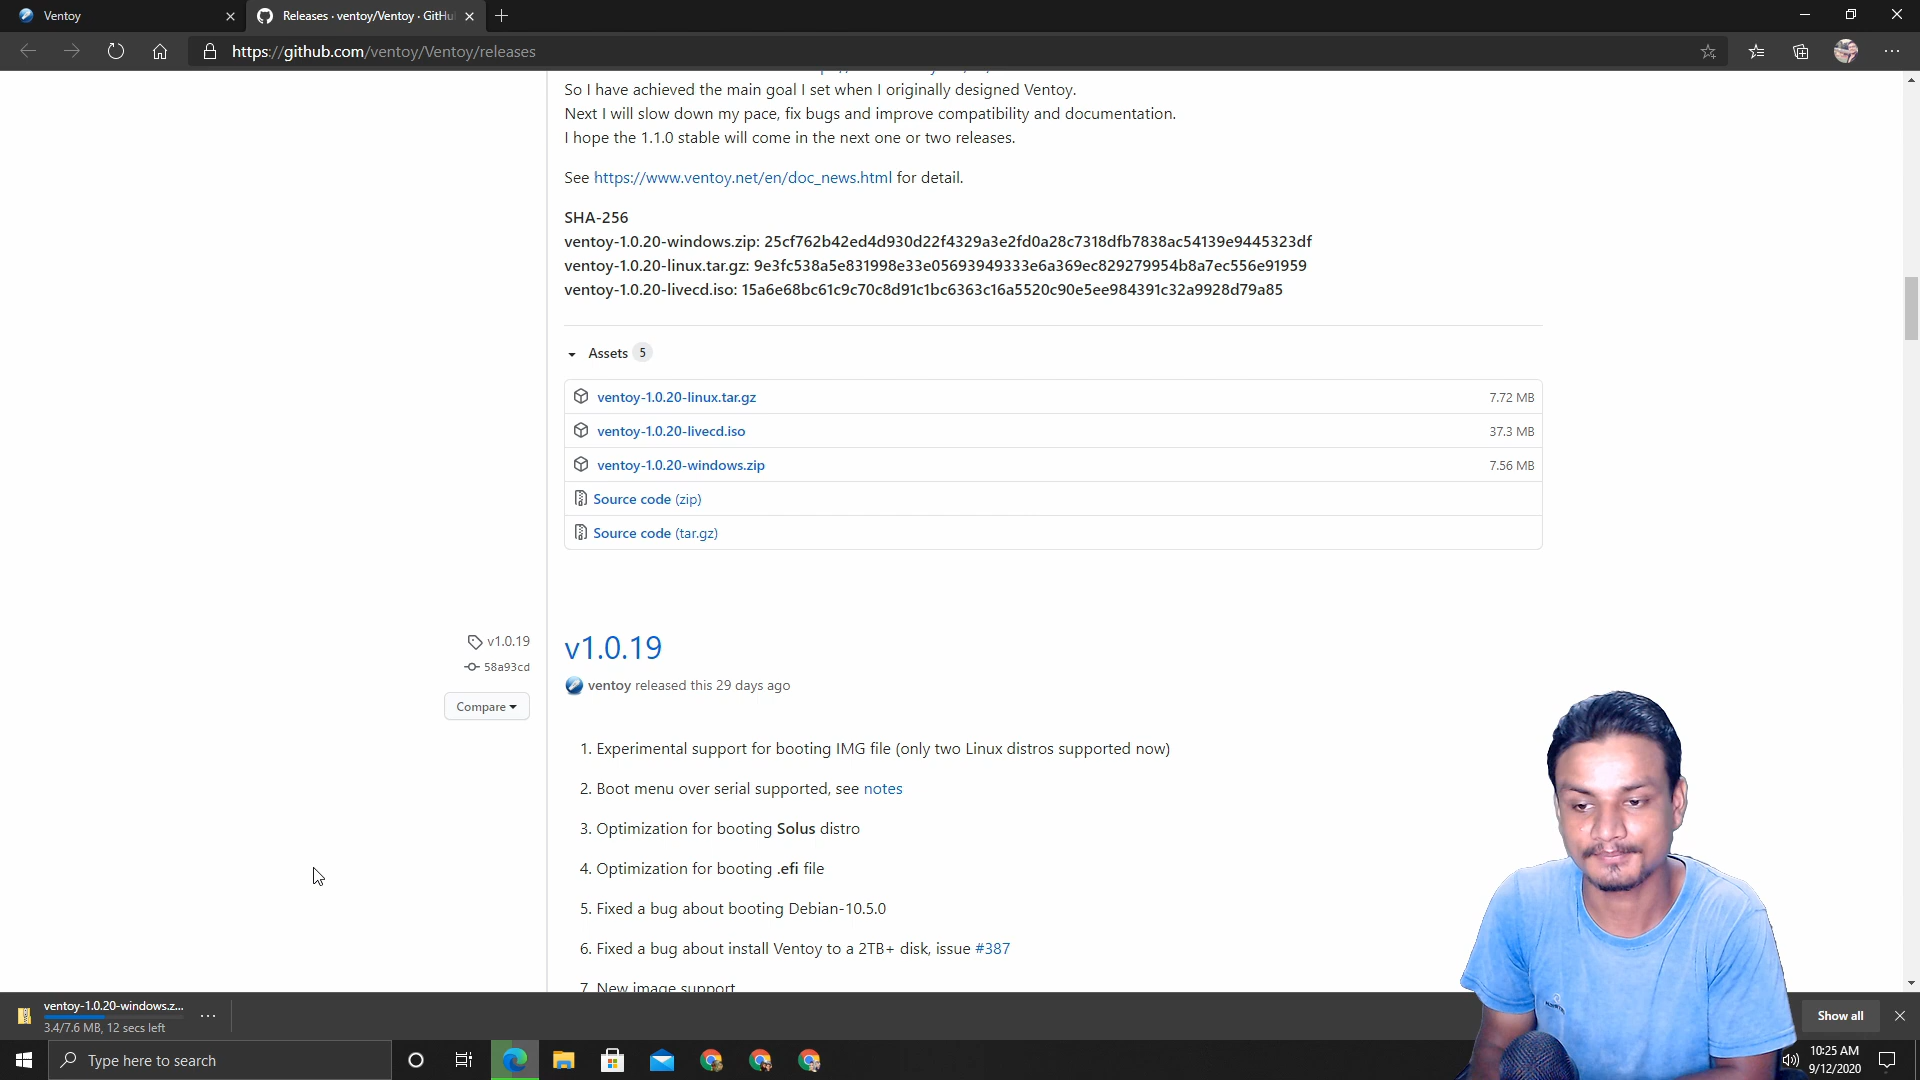 Ventoy
Releases · ventoy/Ventoy · GitHu
https://github.com/ventoy/Ventoy/releases
So I have achieved the main goal I set when I originally designed Ventoy.
Next I will slow down my pace, fix bugs and improve compatibility and documentation.
I hope the 1.1.0 stable will come in the next one or two releases.
See https://www.ventoy.net/en/doc_news.html for detail.
SHA-256
ventoy-1.0.20-windows.zip: 25cf762b42ed4d930d22f4329a3e2fd0a28c7318dfb7838ac54139e9445323df
ventoy-1.0.20-linux.tar.gz: 9e3fc538a5e831998e33e05693949333e6a369ec829279954b8a7ec556e91959
ventoy-1.0.20-livecd.iso: 15a6e68bc61c9c70c8d91c1bc6363c16a5520c90e5ee984391c32a9928d79a85
Assets 5
ventoy-1.0.20-linux.tar.gz 7.72 MB
ventoy-1.0.20-livecd.iso 37.3 MB
ventoy-1.0.20-windows.zip 7.56 MB
Source code (zip)
Source code (tar.gz)
v1.0.19
58a93cd
Compare
v1.0.19
ventoy released this 29 days ago
1. Experimental support for booting IMG file (only two Linux distros supported now)
2. Boot menu over serial supported, see notes
3. Optimization for booting Solus distro
4. Optimization for booting .efi file
5. Fixed a bug about booting Debian-10.5.0
6. Fixed a bug about install Ventoy to a 2TB+ disk, issue #387
7. New image support
ventoy-1.0.20-windows.z...
3.4/7.6 MB, 12 secs left
Show all
Type here to search
10:25 AM
9/12/2020